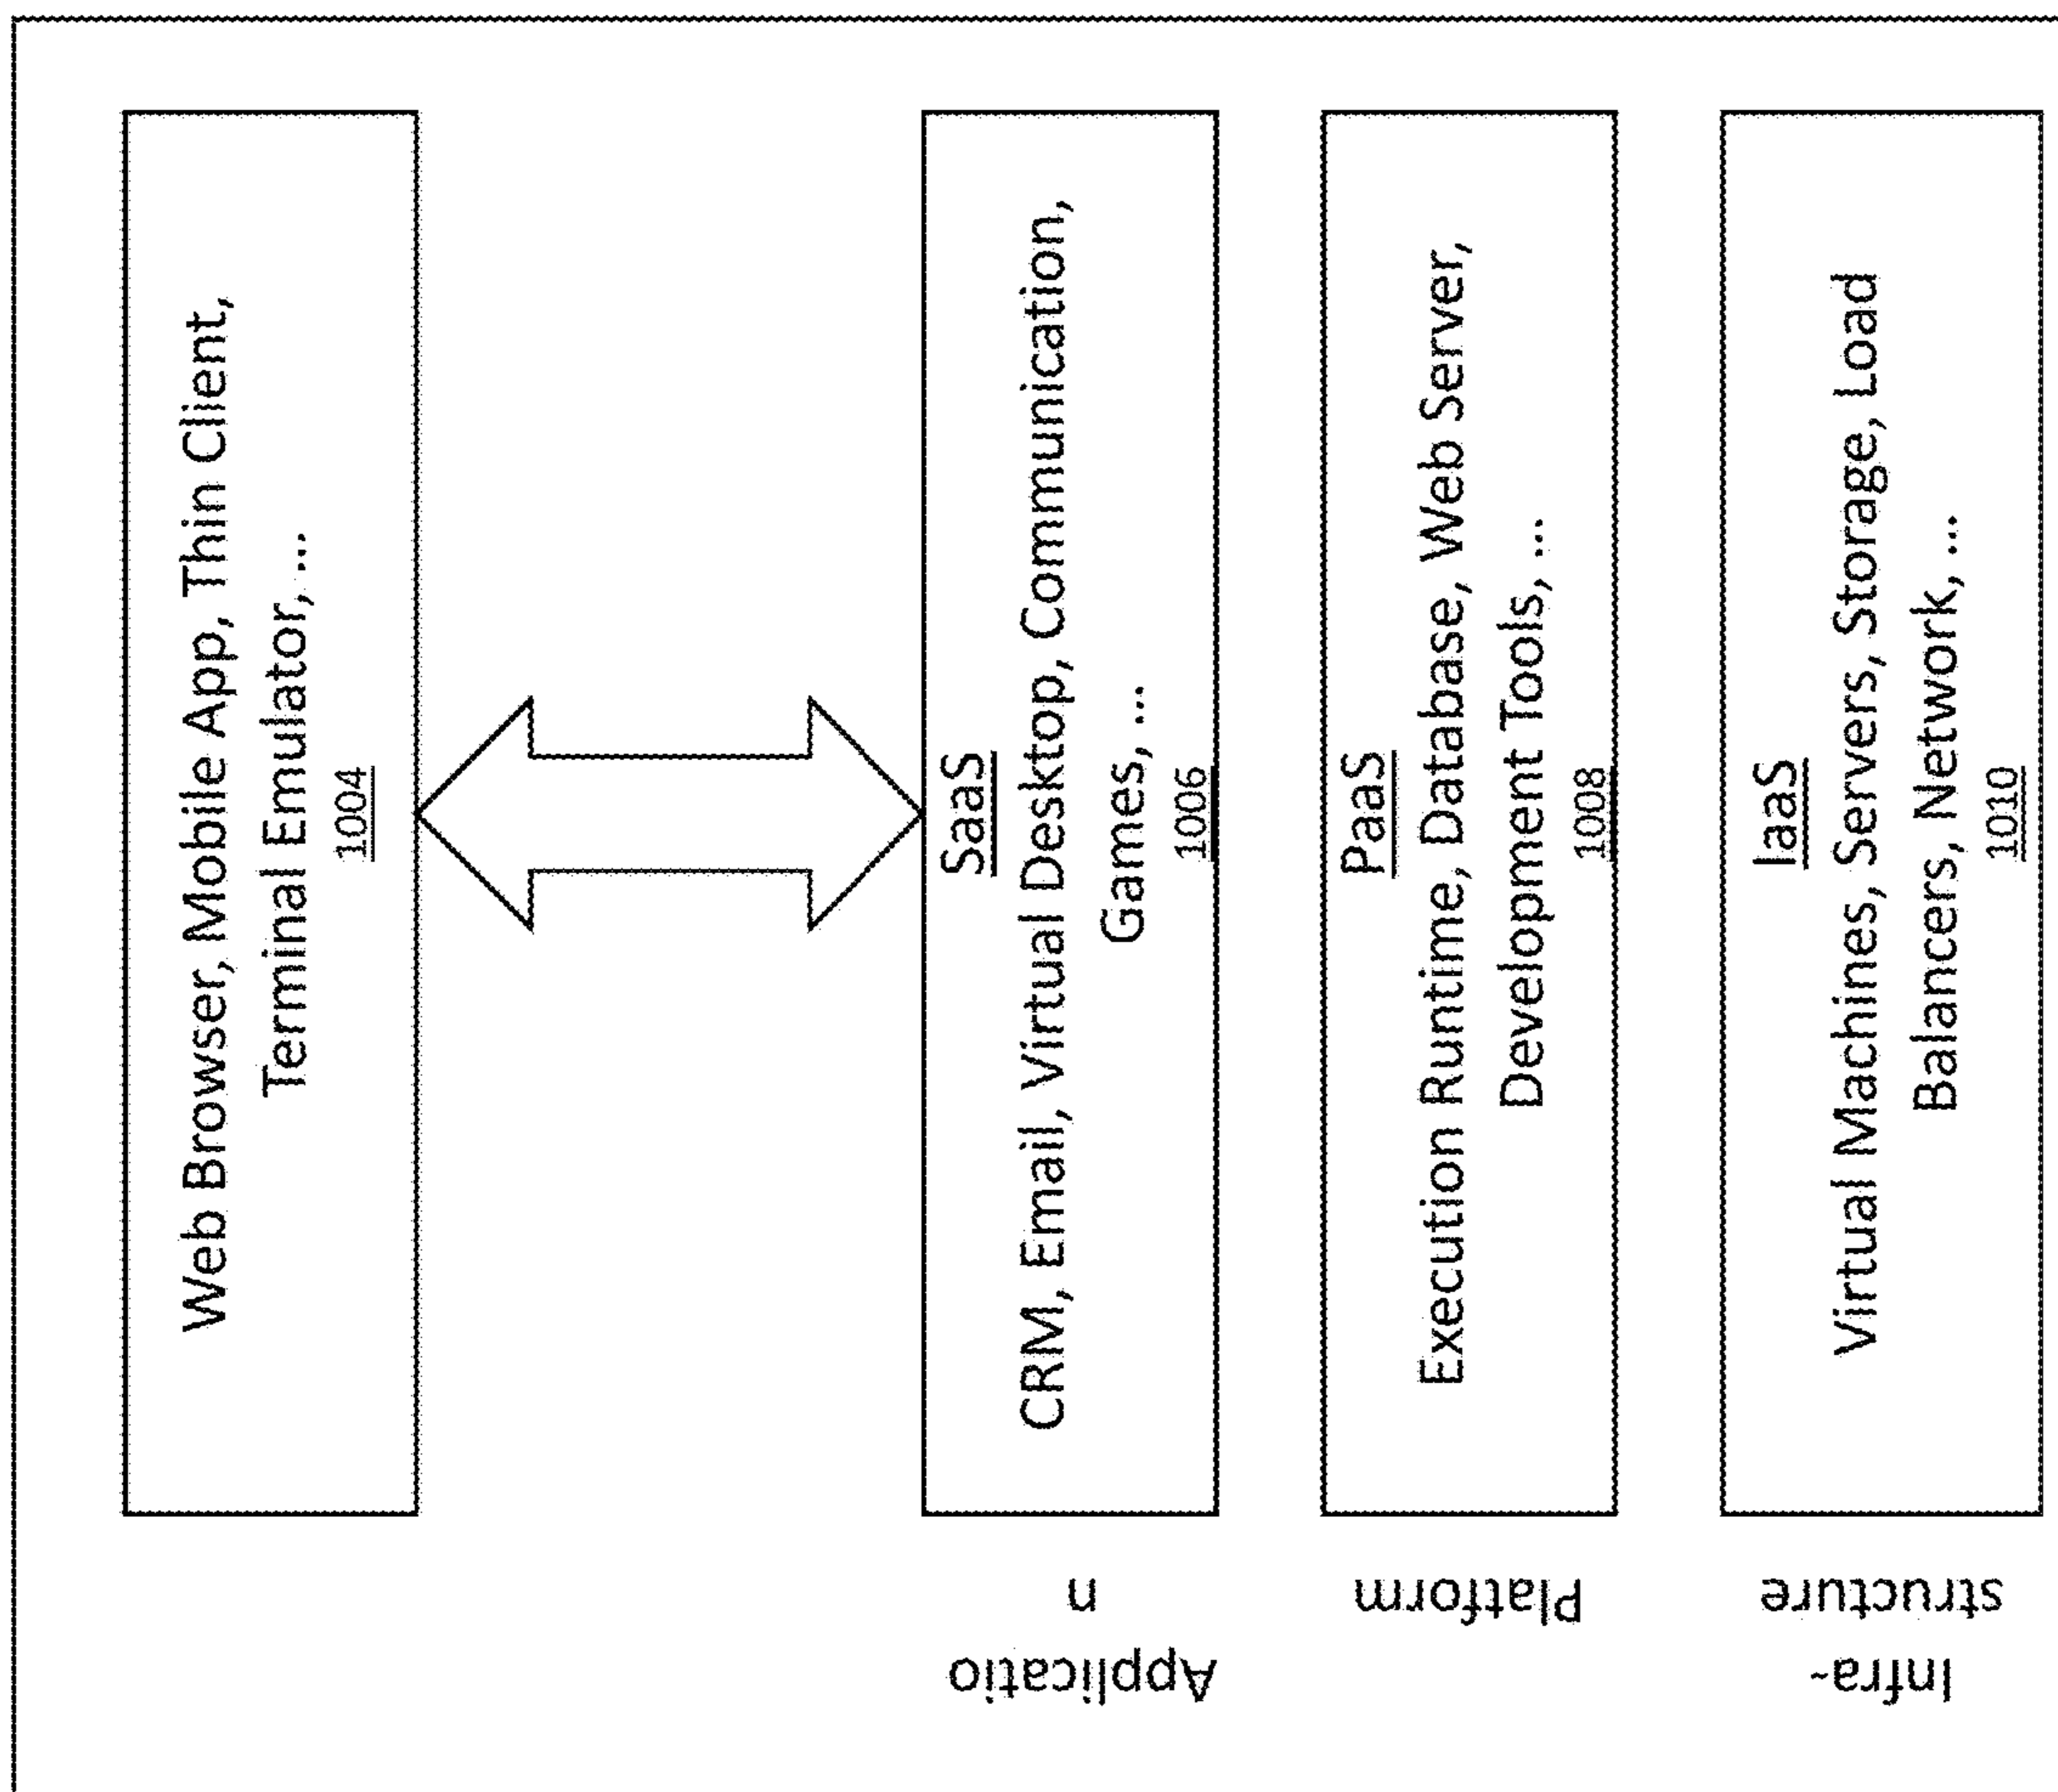 Web Browser, Mobile App, Thin Client,
Terminal Emulator, ...
1004
SaaS
CRM, Email, Virtual Desktop, Communication,
Games, ...
1006
Applicatio
n
PaaS
Execution Runtime, Database, Web Server,
Development Tools, ...
1008
Platform
IaaS
Virtual Machines, Servers, Storage, Load
Balancers, Network, ...
1010
Infra-
structure